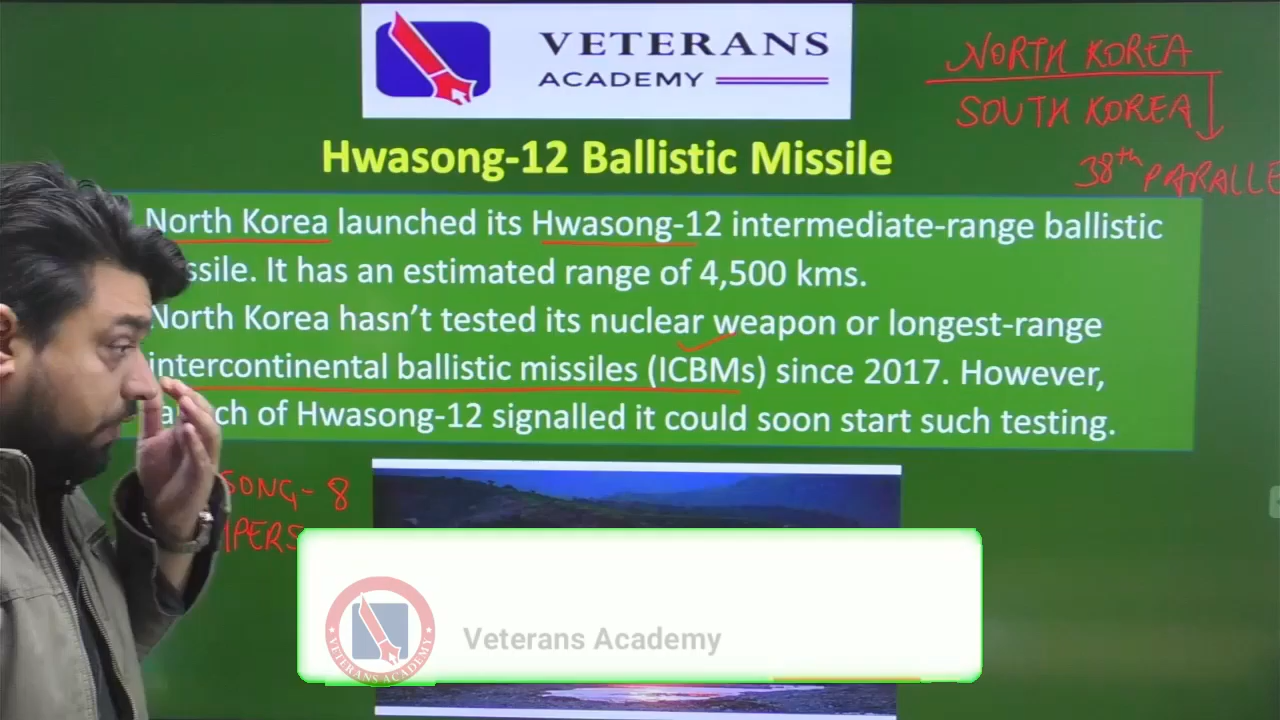 VETERANS
ACADEMY
NORTH KOREA
SOUTH KOREA
38th PARALLE
Hwasong-12 Ballistic Missile
North Korea launched its Hwasong-12 intermediate-range ballistic
ssile. It has an estimated range of 4,500 kms.
North Korea hasn't tested its nuclear weapon or longest-range
intercontinental ballistic missiles (ICBMs) since 2017. However,
ch of Hwasong-12 signalled it could soon start such testing.
SONG-8
IPERS
VETERANS ACADEMY
Veterans Academy